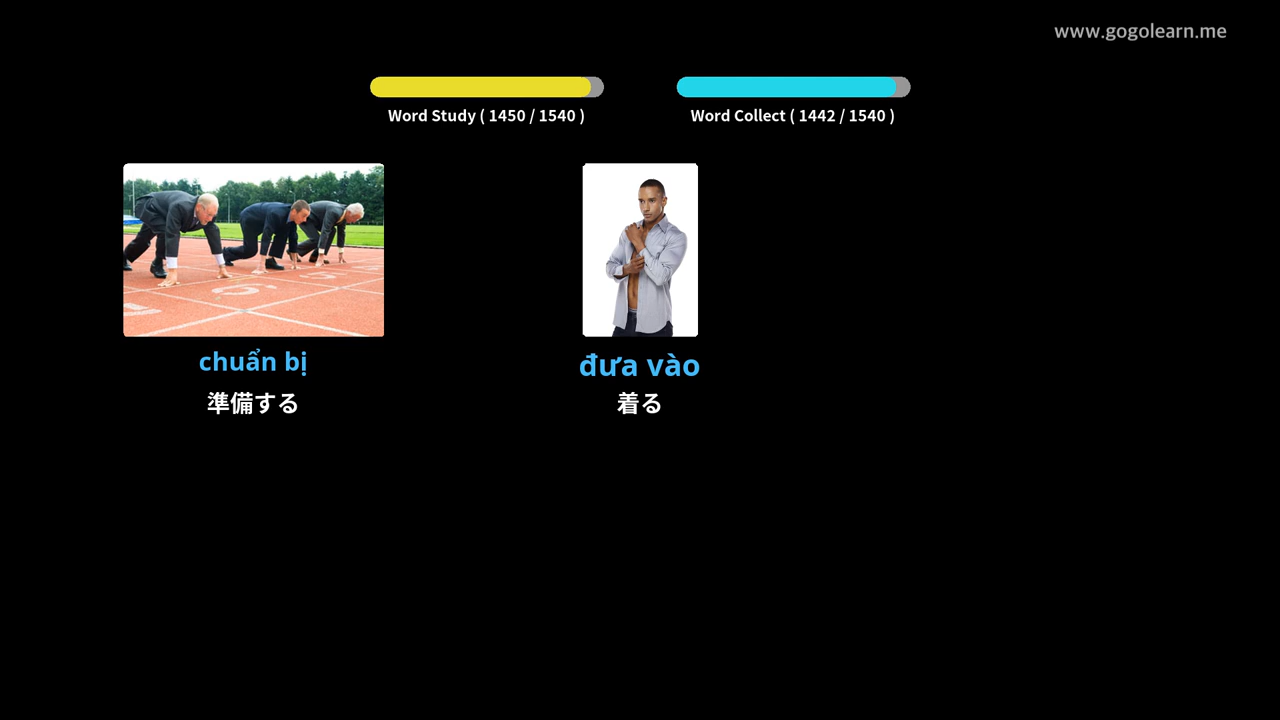 www.gogolearn.me
Word Study ( 1450 / 1540 )
Word Collect ( 1442 / 1540 )
chuẩn bị
準備する
đưa vào
着る